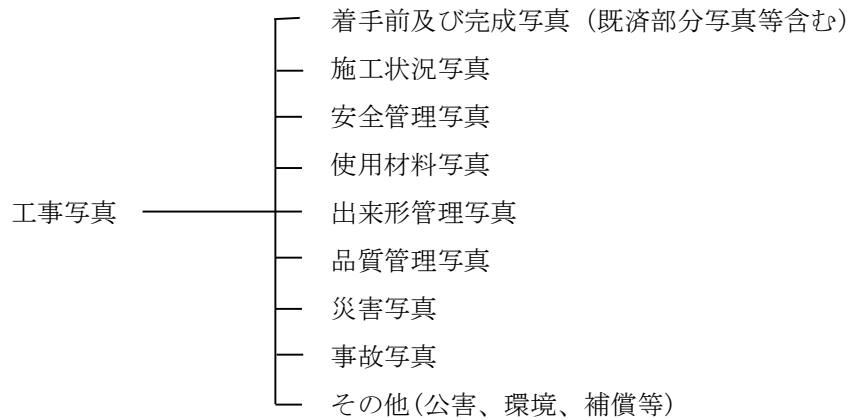 着手前及び完成写真（既済部分写真等含む）
施工状況写真
安全管理写真
使用材料写真
工事写真
出来形管理写真
品質管理写真
災害写真
事故写真
その他(公害、環境、補償等)